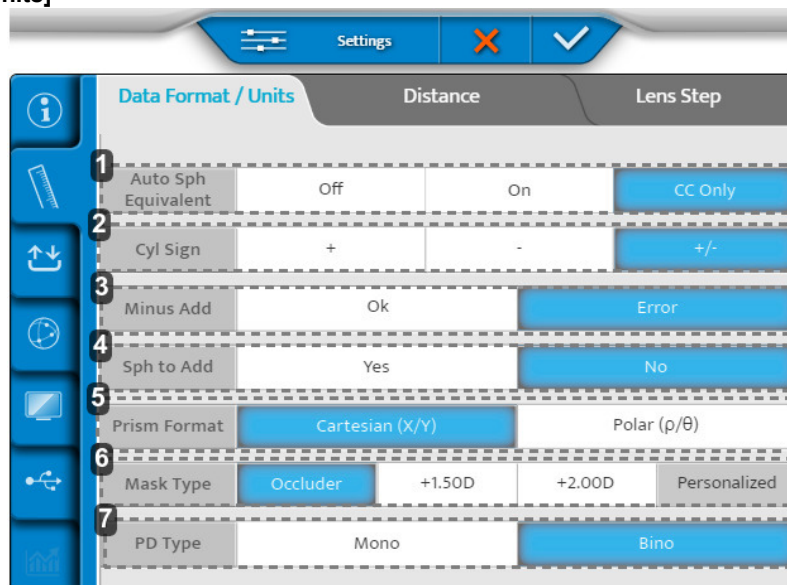 Settings
Data Format / Units Distance Lens Step
1
Auto Sph
Equivalent Off On CC Only
2
Cyl Sign + - +/-
3
Minus Add Ok Error
4
Sph to Add Yes No
5
Prism Format Cartesian (X/Y) Polar (ρ/θ)
6
Mask Type Occluder +1.50D +2.00D Personalized
7
PD Type Mono Bino